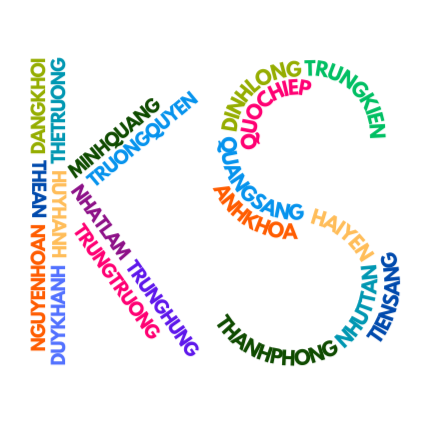 NGUYENHOAN THEAN DANGKHOI
DUYKHANH HUYHANH THETRUONG
MINHQUANG
TRUONGQUYEN
NHATLAM TRUNGHUNG
TRUNGTRUONG
DINHLONG TRUNGKIEN
QUOCHIEP
QUANGSANG
ANHKHOA
HAIYEN
NHUTTAN
TIENSANG
THANHPHONG